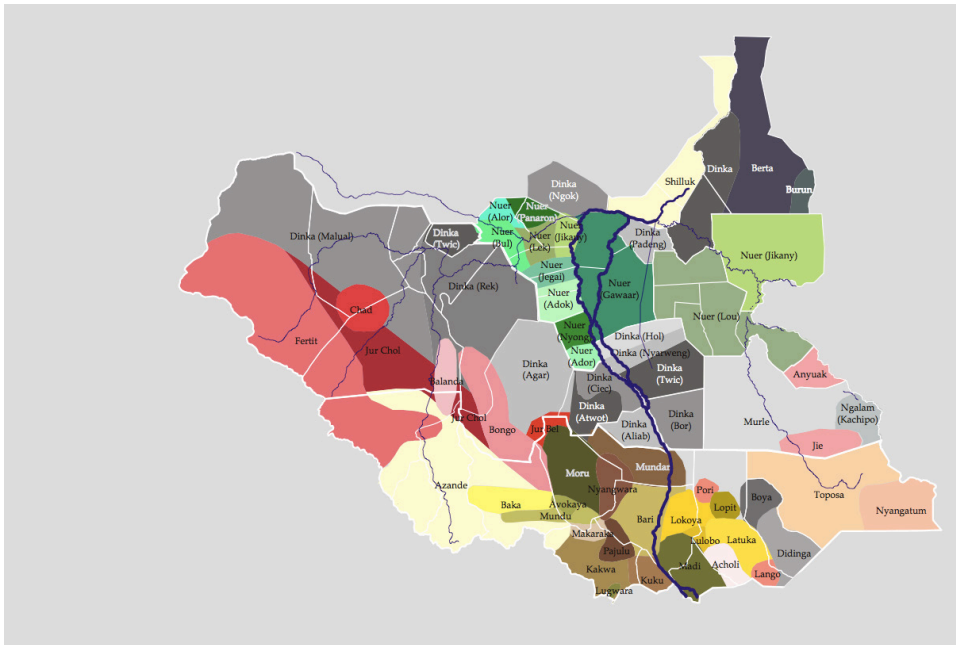 Dinka
Berta
Shilluk
Burun
Dinka
(Ngok)
Nuer
(Alor)
Nuer
(Panaron)
Dinka (Malual)
Dinka
(Twic)
Nuer
(Bul)
Nuer
(Lek)
Nuer
(Jikany)
Dinka
(Padeng)
Nuer (Jikany)
Nuer
(Jegai)
Dinka (Rek)
Nuer
(Adok)
Nuer
(Gawaar)
Chad
Nuer (Lou)
Nuer
(Nyong)
Dinka (Hol)
Fertit
Jur Chol
Nuer
(Ador)
Dinka (Nyarweng)
Dinka
(Agar)
Dinka
(Twic)
Anyuak
Balanda
Dinka
(Ciec)
Dinka
(Atwot)
Ngalam
(Kachipo)
Jur Chol
Bongo
Jur Bel
Dinka
(Aliab)
Dinka
(Bor)
Murle
Jie
Moru
Mundar
Azande
Nyangwara
Pori
Boya
Toposa
Baka
Avokaya
Lopit
Nyangatum
Mundu
Bari
Lokoya
Makaraka
Lulobo
Latuka
Pajulu
Didinga
Kakwa
Kuku
Madi
Acholi
Lango
Lugwara